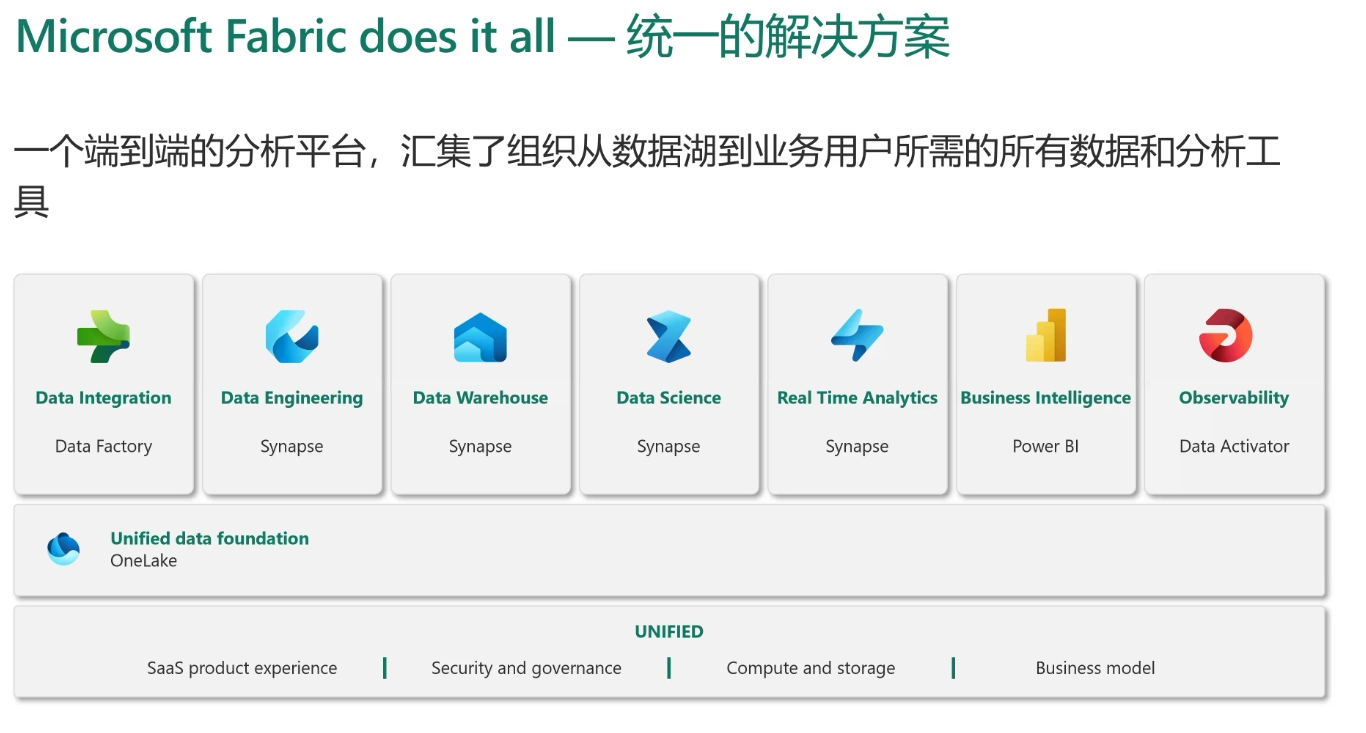 Microsoft Fabric does it all — 统一的解决方案
一个端到端的分析平台，汇集了组织从数据湖到业务用户所需的所有数据和分析工
具
Data Integration
Data Factory
Data Engineering
Synapse
Data Warehouse
Synapse
Data Science
Synapse
Real Time Analytics
Synapse
Business Intelligence
Power BI
Observability
Data Activator
Unified data foundation
OneLake
UNIFIED
SaaS product experience
Security and governance
Compute and storage
Business model